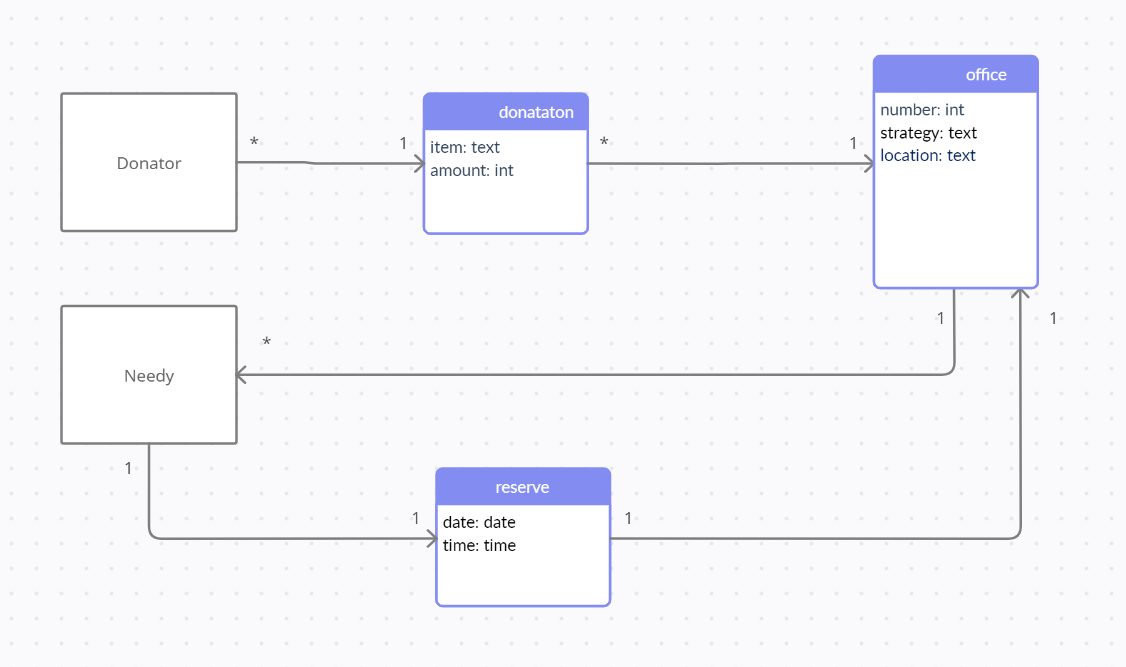 Donator
*
1
donataton
item: text
amount: int
*
1
office
number: int
strategy: text
location: text
1
1
*
Needy
1
1
reserve
date: date
time: time
1